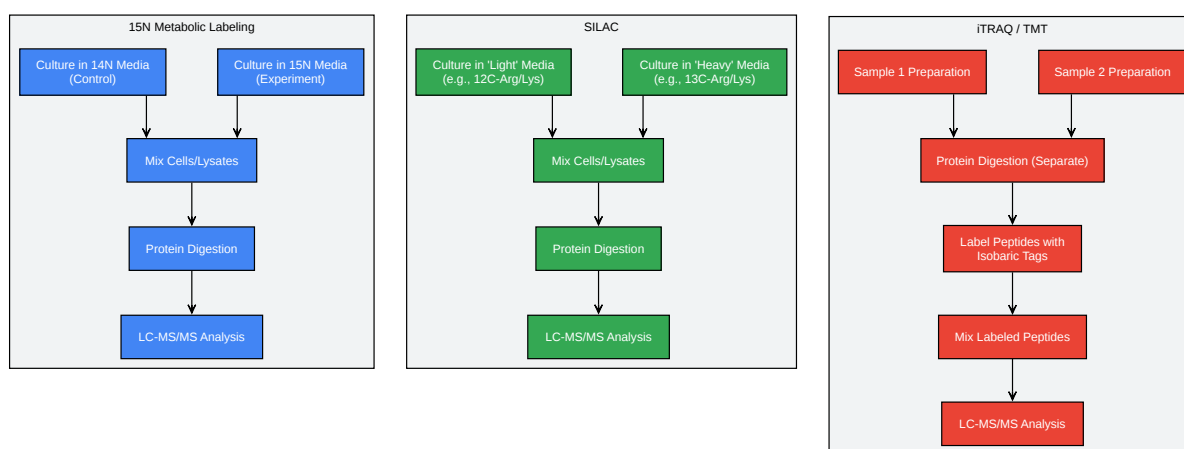 15N Metabolic Labeling
Culture in 14N Media
(Control)
Culture in 15N Media
(Experiment)
Mix Cells/Lysates
Protein Digestion
LC-MS/MS Analysis
SILAC
Culture in 'Light' Media
(e.g., 12C-Arg/Lys)
Culture in 'Heavy' Media
(e.g., 13C-Arg/Lys)
Mix Cells/Lysates
Protein Digestion
LC-MS/MS Analysis
iTRAQ / TMT
Sample 1 Preparation
Sample 2 Preparation
Protein Digestion (Separate)
Label Peptides with
Isobaric Tags
Mix Labeled Peptides
LC-MS/MS Analysis